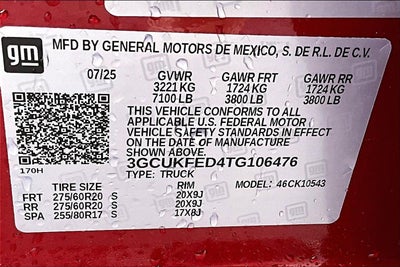 gm MFD BY GENERAL MOTORS DE MEXICO, S. DE R.L. DE C.V.
07/25 GVWR GAWR FRT GAWR RR
3221 KG 1724 KG 1724 KG
7100 LB 3800 LB 3800 LB
THIS VEHICLE CONFORMS TO ALL
APPLICABLE U.S. FEDERAL MOTOR
VEHICLE SAFETY STANDARDS IN EFFECT
ON THE DATE OF MANUFACTURE
SHOWN ABOVE.
3GCUKFED4TG106476
170H TYPE: TRUCK MODEL: 46CK10543
TIRE SIZE RIM
FRT 275/60R20 S 20X9J
RR 275/60R20 S 20X9J
SPA 255/80R17 S 17X8J